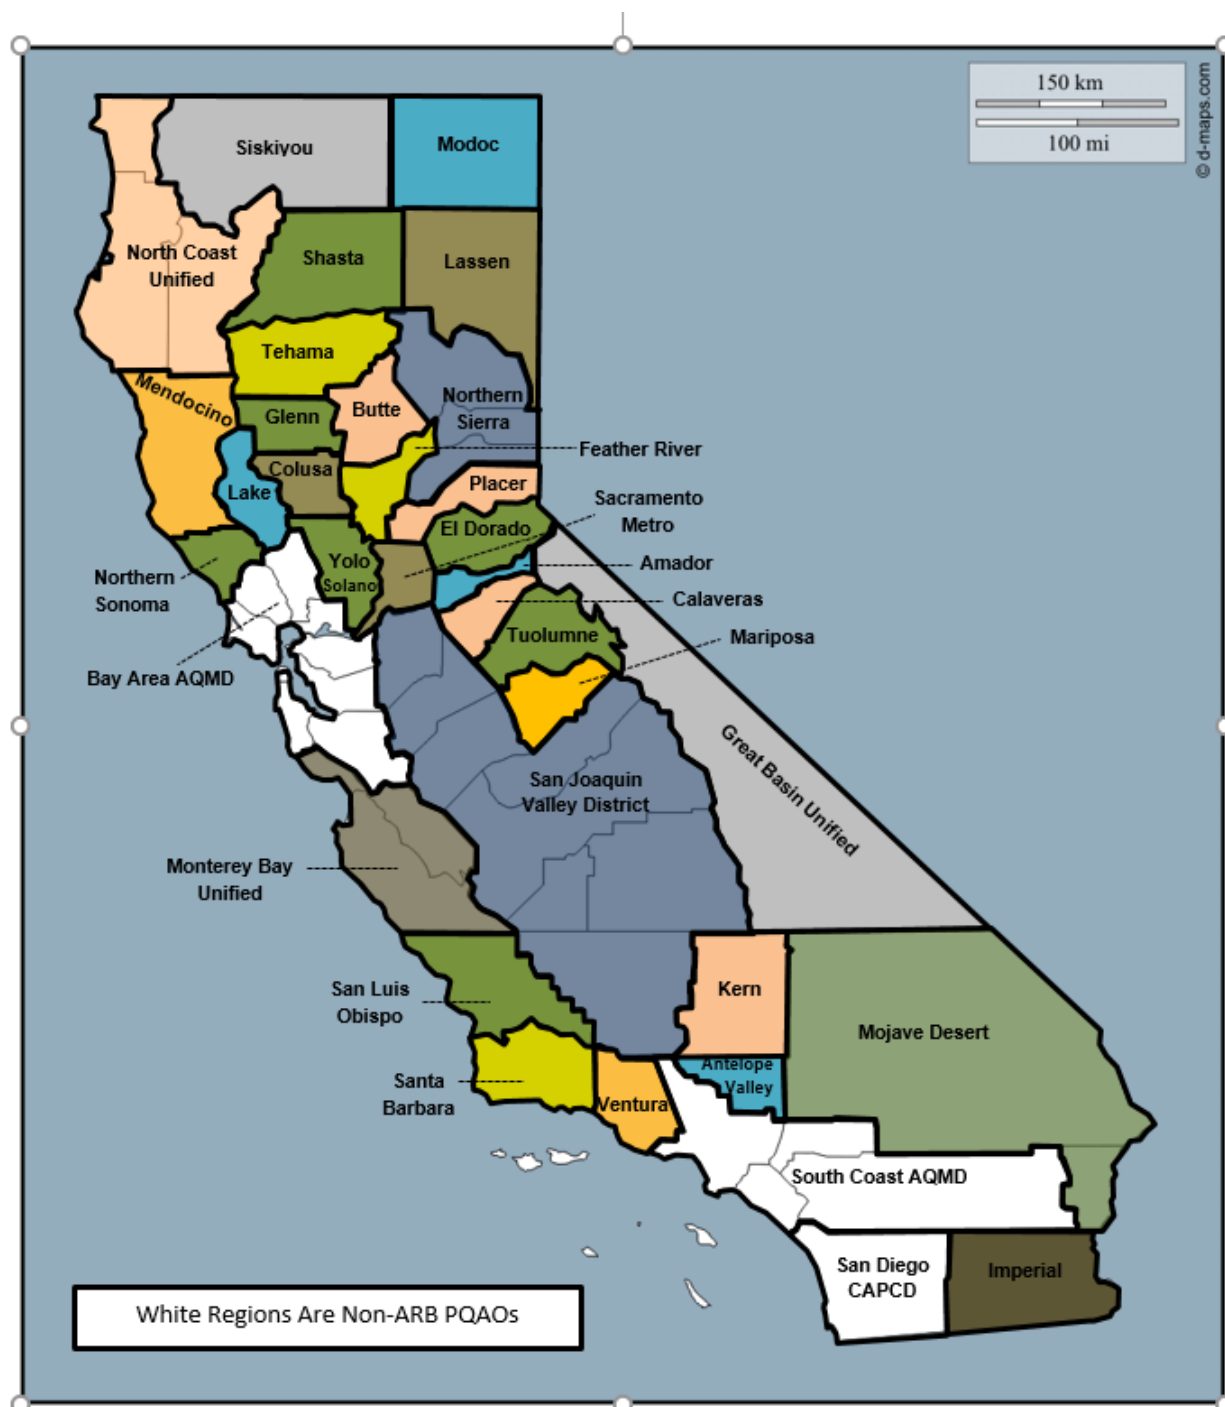 150 km
100 mi
© d-maps.com
Siskiyou
Modoc
North Coast
Unified
Shasta
Lassen
Tehama
Mendocino
Glenn
Butte
Northern
Sierra
Feather River
Colusa
Lake
Placer
Sacramento
Metro
El Dorado
Yolo
Solano
Amador
Northern
Sonoma
Calaveras
Tuolumne
Mariposa
Bay Area AQMD
Great Basin Unified
San Joaquin
Valley District
Monterey Bay
Unified
San Luis
Obispo
Kern
Mojave Desert
Antelope
Valley
Santa
Barbara
Ventura
South Coast AQMD
San Diego
CAPCD
Imperial
White Regions Are Non-ARB PQAOs